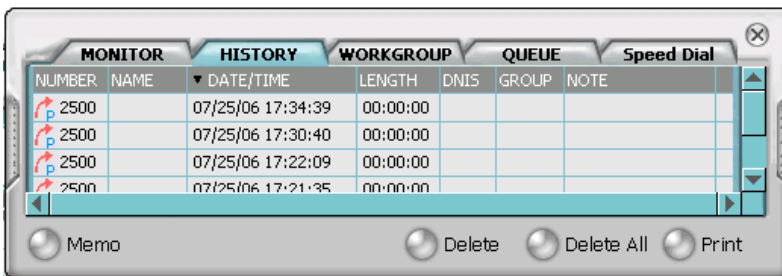 MONITOR HISTORY WORKGROUP QUEUE Speed Dial
NUMBER NAME ▼ DATE/TIME LENGTH DNIS GROUP NOTE
P 2500 07/25/06 17:34:39 00:00:00
P 2500 07/25/06 17:30:40 00:00:00
P 2500 07/25/06 17:22:09 00:00:00
2500 07/25/06 17:21:35 00:00:00
Memo Delete Delete All Print